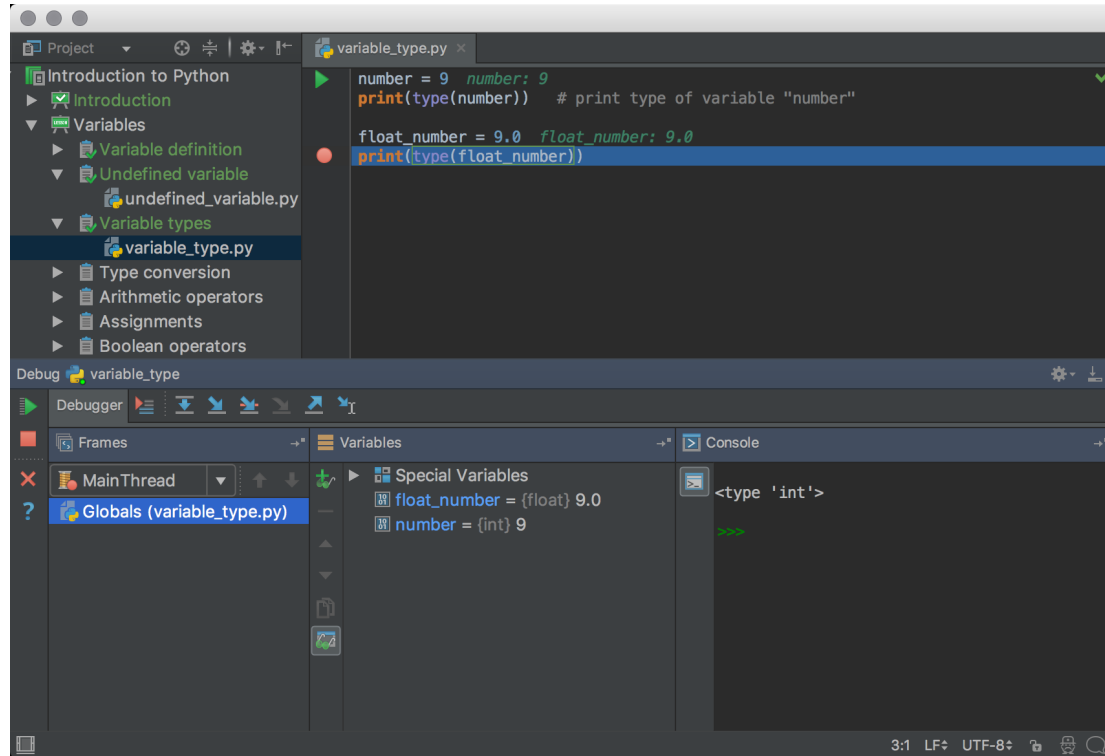 Project
variable_type.py
Introduction to Python
Introduction
Variables
Variable definition
Undefined variable
undefined_variable.py
Variable types
variable_type.py
Type conversion
Arithmetic operators
Assignments
Boolean operators
number = 9 number: 9
print(type(number)) # print type of variable "number"
float_number = 9.0 float_number: 9.0
print(type(float_number))
Debug variable_type
Debugger
Frames
MainThread
Globals (variable_type.py)
Variables
Special Variables
float_number = {float} 9.0
number = {int} 9
Console
<type 'int'>
>>>
3:1 LF UTF-8